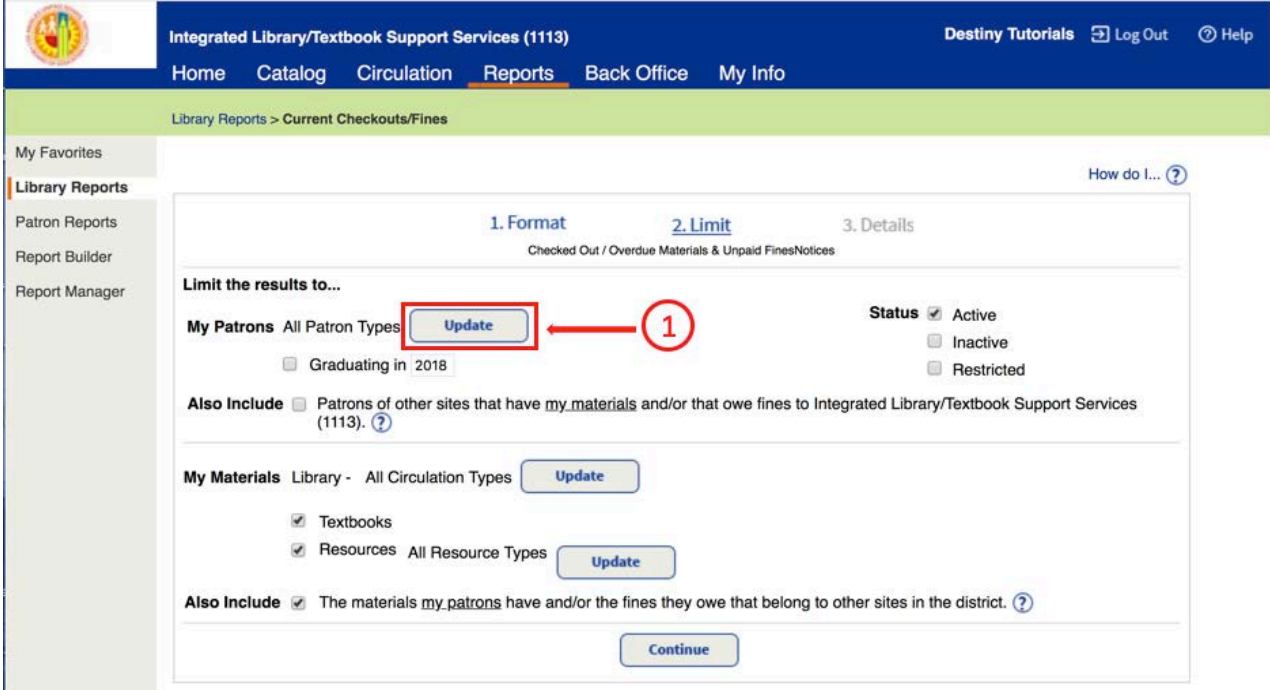 Integrated Library/Textbook Support Services (1113)
Destiny Tutorials Log Out ? Help
Home Catalog Circulation Reports Back Office My Info
Library Reports > Current Checkouts/Fines
My Favorites
Library Reports
Patron Reports
Report Builder
Report Manager
How do I... ?
1. Format 2. Limit 3. Details
Checked Out / Overdue Materials & Unpaid FinesNotices
Limit the results to...
My Patrons All Patron Types Update 1
Status Active
Inactive
Restricted
Graduating in 2018
Also Include Patrons of other sites that have my materials and/or that owe fines to Integrated Library/Textbook Support Services
(1113). ?
My Materials Library - All Circulation Types Update
Textbooks
Resources All Resource Types Update
Also Include The materials my patrons have and/or the fines they owe that belong to other sites in the district. ?
Continue